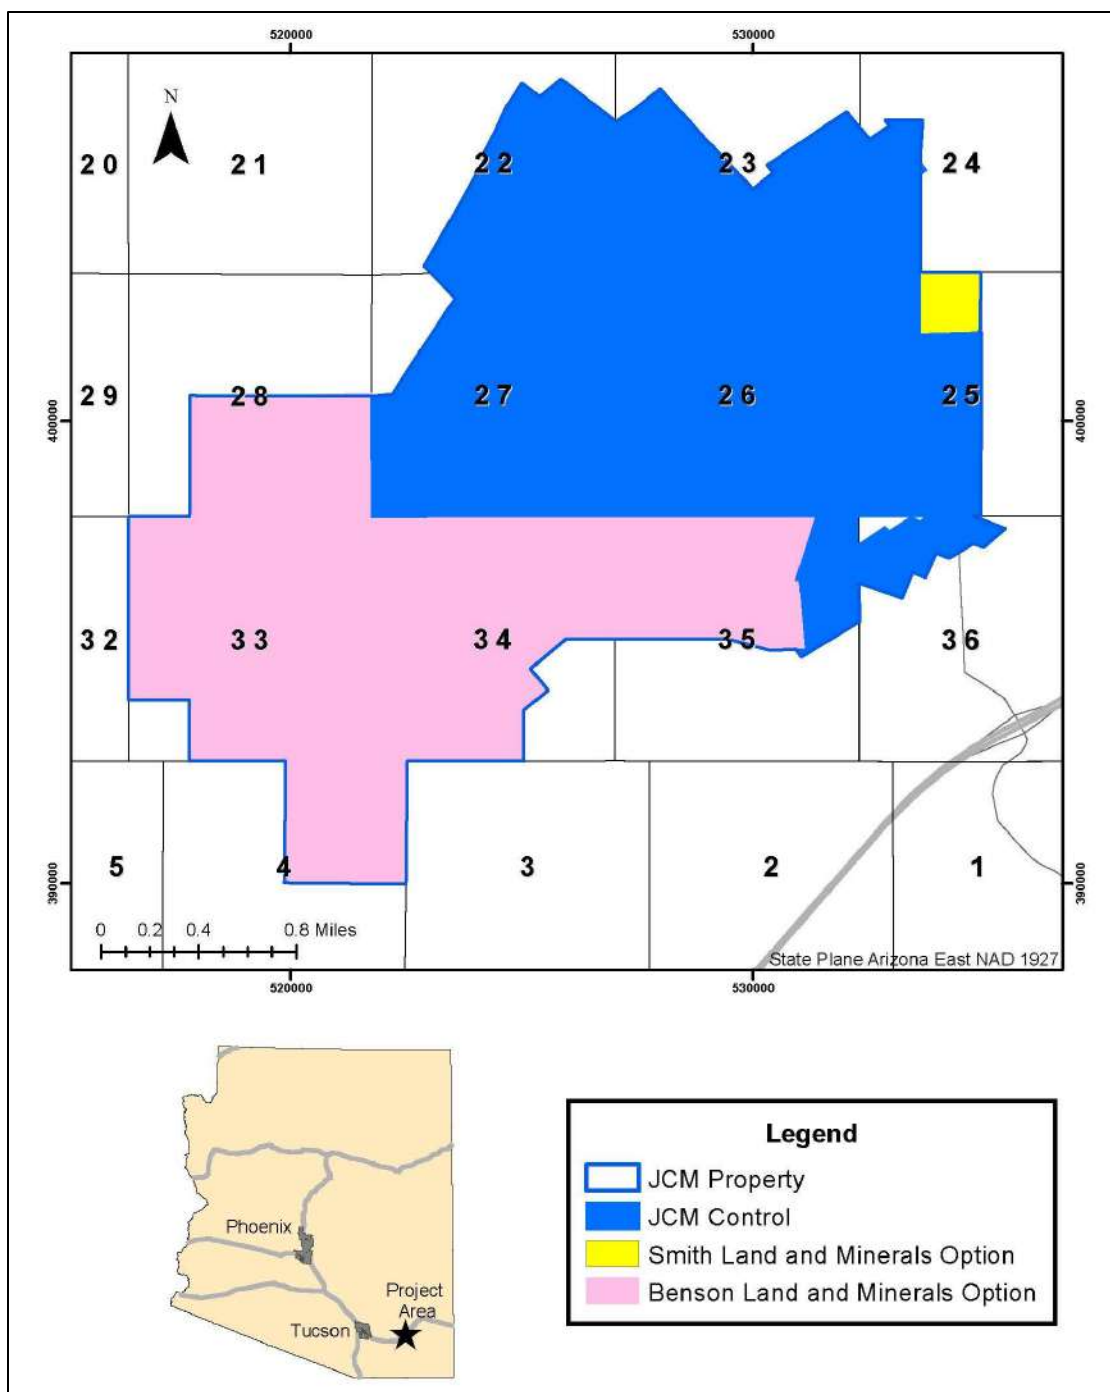 520000 530000
N
20 21 22 23 24
29 28 27 26 25
400000 400000
32 33 34 35 36
5 4 3 2 1
390000 390000
0 0.2 0.4 0.8 Miles
State Plane Arizona East NAD 1927
520000 530000
Phoenix
Project
Area
Tucson
Legend
JCM Property
JCM Control
Smith Land and Minerals Option
Benson Land and Minerals Option